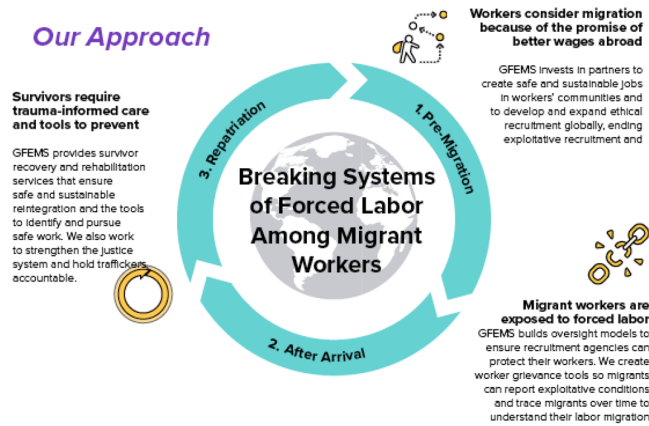 Our Approach
Workers consider migration
because of the promise of
better wages abroad
GFEMS invests in partners to
create safe and sustainable jobs
in workers' communities and
to develop and expand ethical
recruitment globally, ending
exploitative recruitment and
1. Pre-Migration
Migrant workers are
exposed to forced labor
GFEMS builds oversight models to
ensure recruitment agencies can
protect their workers. We create
worker grievance tools so migrants
can report exploitative conditions
and trace migrants over time to
understand their labor migration
2. After Arrival
Survivors require
trauma-informed care
and tools to prevent
GFEMS provides survivor
recovery and rehabilitation
services that ensure
safe and sustainable
reintegration and the tools
to identify and pursue
safe work. We also work
to strengthen the justice
system and hold traffickers
accountable.
3. Repatriation
Breaking Systems
of Forced Labor
Among Migrant
Workers